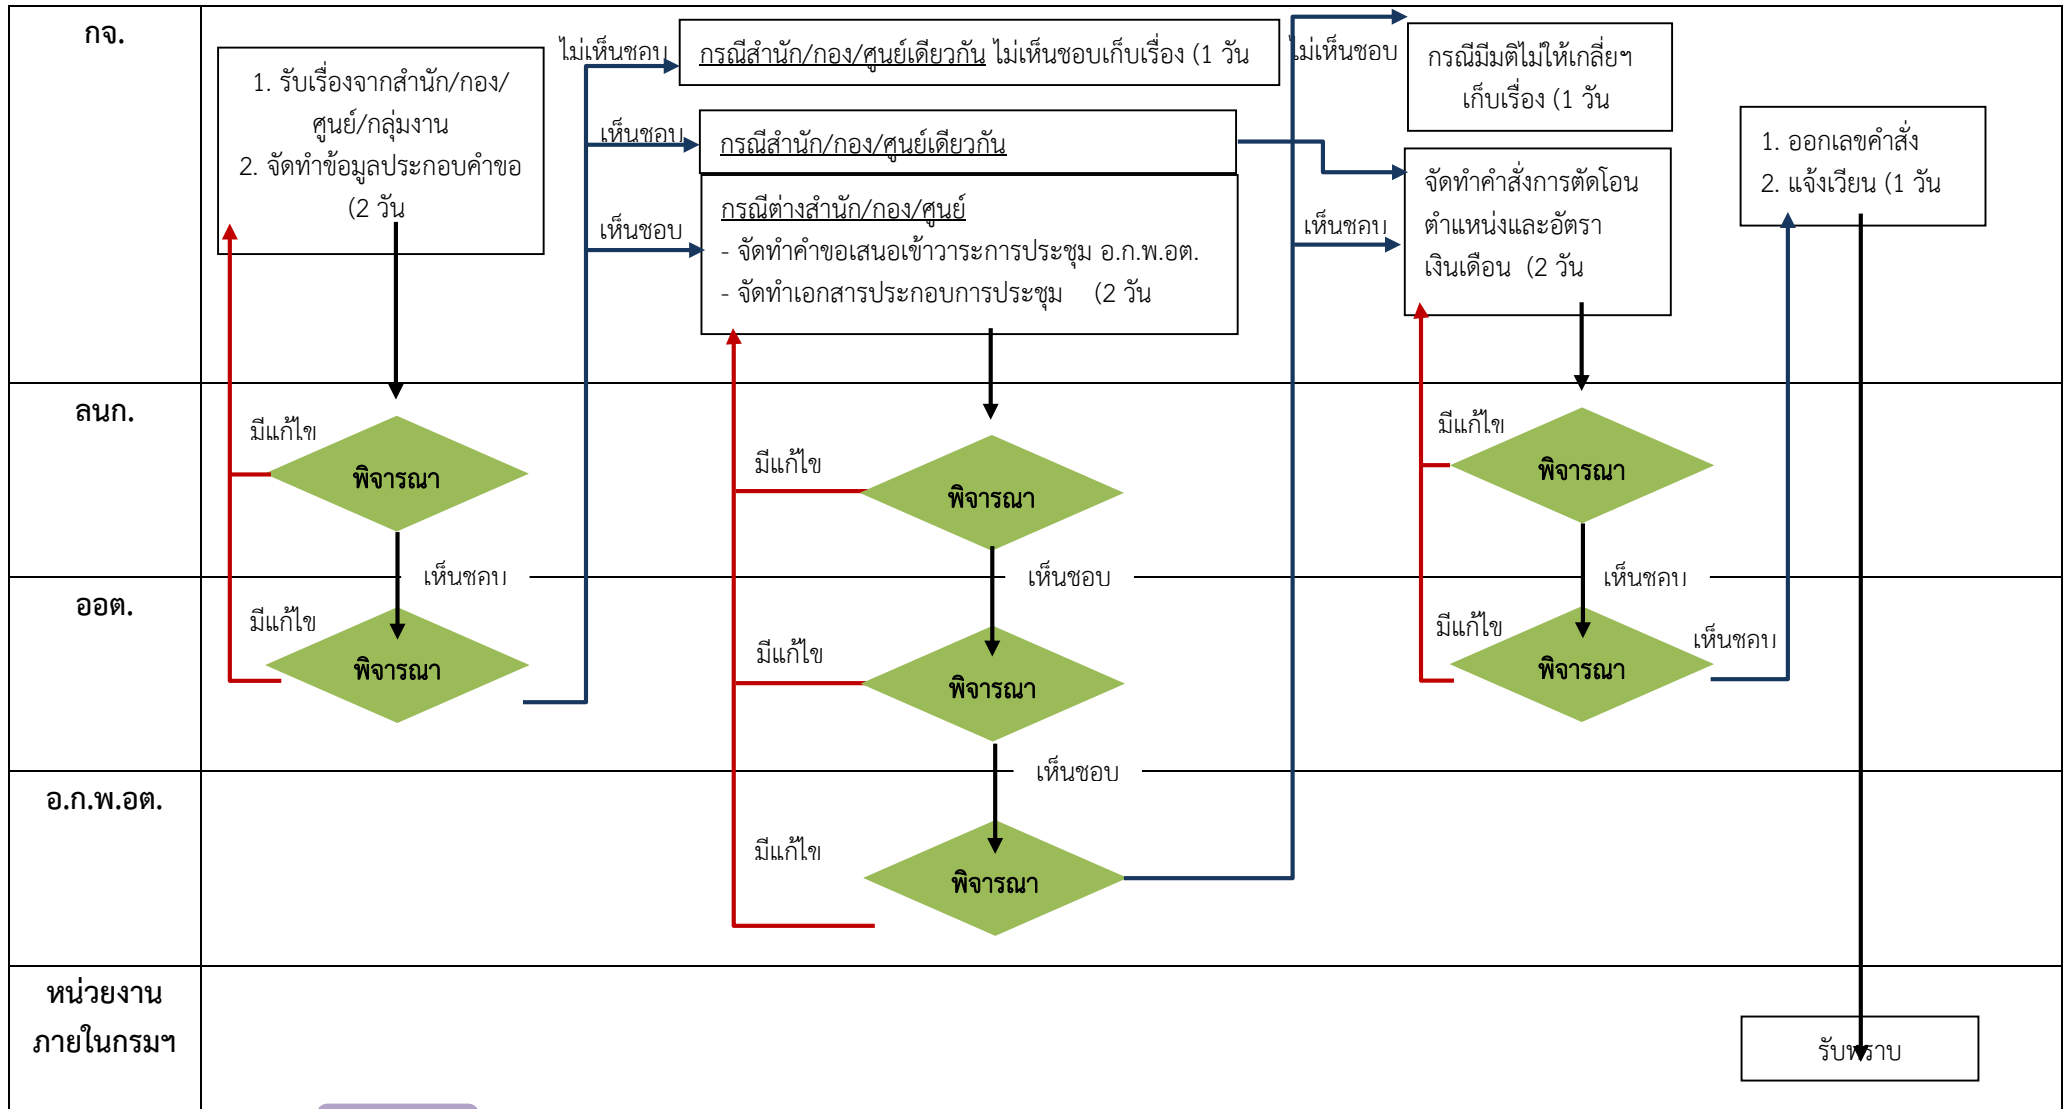 กจ.
1. รับเรื่องจากสำนัก/กอง/
ศูนย์/กลุ่มงาน
2. จัดทำข้อมูลประกอบคำขอ
(2 วัน
ไม่เห็นชอบ
กรณีสำนัก/กอง/ศูนย์เดียวกัน ไม่เห็นชอบเก็บเรื่อง (1 วัน
เห็นชอบ
กรณีสำนัก/กอง/ศูนย์เดียวกัน
เห็นชอบ
กรณีต่างสำนัก/กอง/ศูนย์
- จัดทำคำขอเสนอเข้าวาระการประชุม อ.ก.พ.อต.
- จัดทำเอกสารประกอบการประชุม (2 วัน
ไม่เห็นชอบ
กรณีมีมติไม่ให้เกลี่ยฯ
เก็บเรื่อง (1 วัน
เห็นชอบ
จัดทำคำสั่งการตัดโอน
ตำแหน่งและอัตรา
เงินเดือน (2 วัน
1. ออกเลขคำสั่ง
2. แจ้งเวียน (1 วัน
ลนก.
มีแก้ไข
พิจารณา
เห็นชอบ
มีแก้ไข
พิจารณา
เห็นชอบ
มีแก้ไข
พิจารณา
เห็นชอบ
ออต.
มีแก้ไข
พิจารณา
มีแก้ไข
พิจารณา
เห็นชอบ
มีแก้ไข
พิจารณา
เห็นชอบ
อ.ก.พ.อต.
มีแก้ไข
พิจารณา
หน่วยงาน
ภายในกรมฯ
รับทราบ